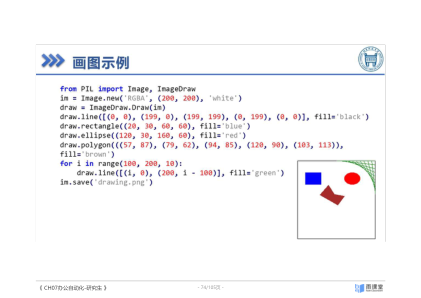 画图示例
from PIL import Image, ImageDraw
im = Image.new('RGBA', (200, 200), 'white')
draw = ImageDraw.Draw(im)
draw.line([(0, 0), (199, 0), (199, 199), (0, 199), (0, 0)], fill='black')
draw.rectangle((20, 30, 60, 60), fill='blue')
draw.ellipse((120, 30, 160, 60), fill='red')
draw.polygon(((57, 87), (79, 62), (94, 85), (120, 90), (103, 113)),
fill='brown')
for i in range(100, 200, 10):
    draw.line([(i, 0), (200, i - 100)], fill='green')
im.save('drawing.png')
《CH07办公自动化-研究生》
雨课堂